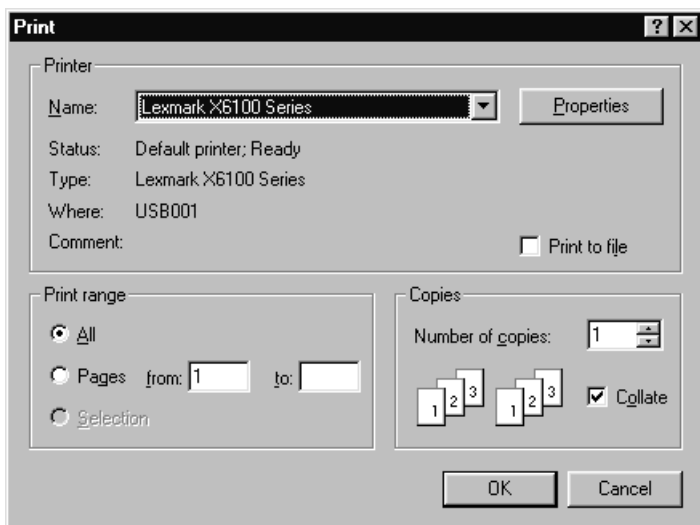 Print
Printer
Name: Lexmark X6100 Series Properties
Status: Default printer; Ready
Type: Lexmark X6100 Series
Where: USB001
Comment: Print to file
Print range
All
Pages from: 1 to:
Selection
Copies
Number of copies: 1
1 2 3 1 2 3 Collate
OK Cancel